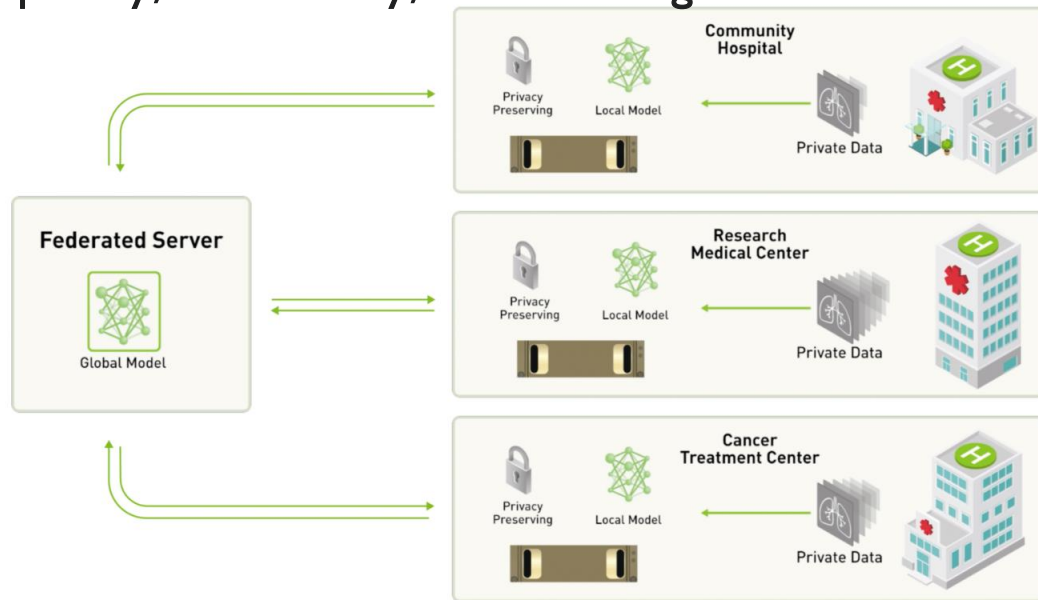 Community
Hospital
Privacy
Preserving
Local Model
Private Data
H
Federated Server
Global Model
Research
Medical Center
Privacy
Preserving
Local Model
Private Data
H
Cancer
Treatment Center
Privacy
Preserving
Local Model
Private Data
H